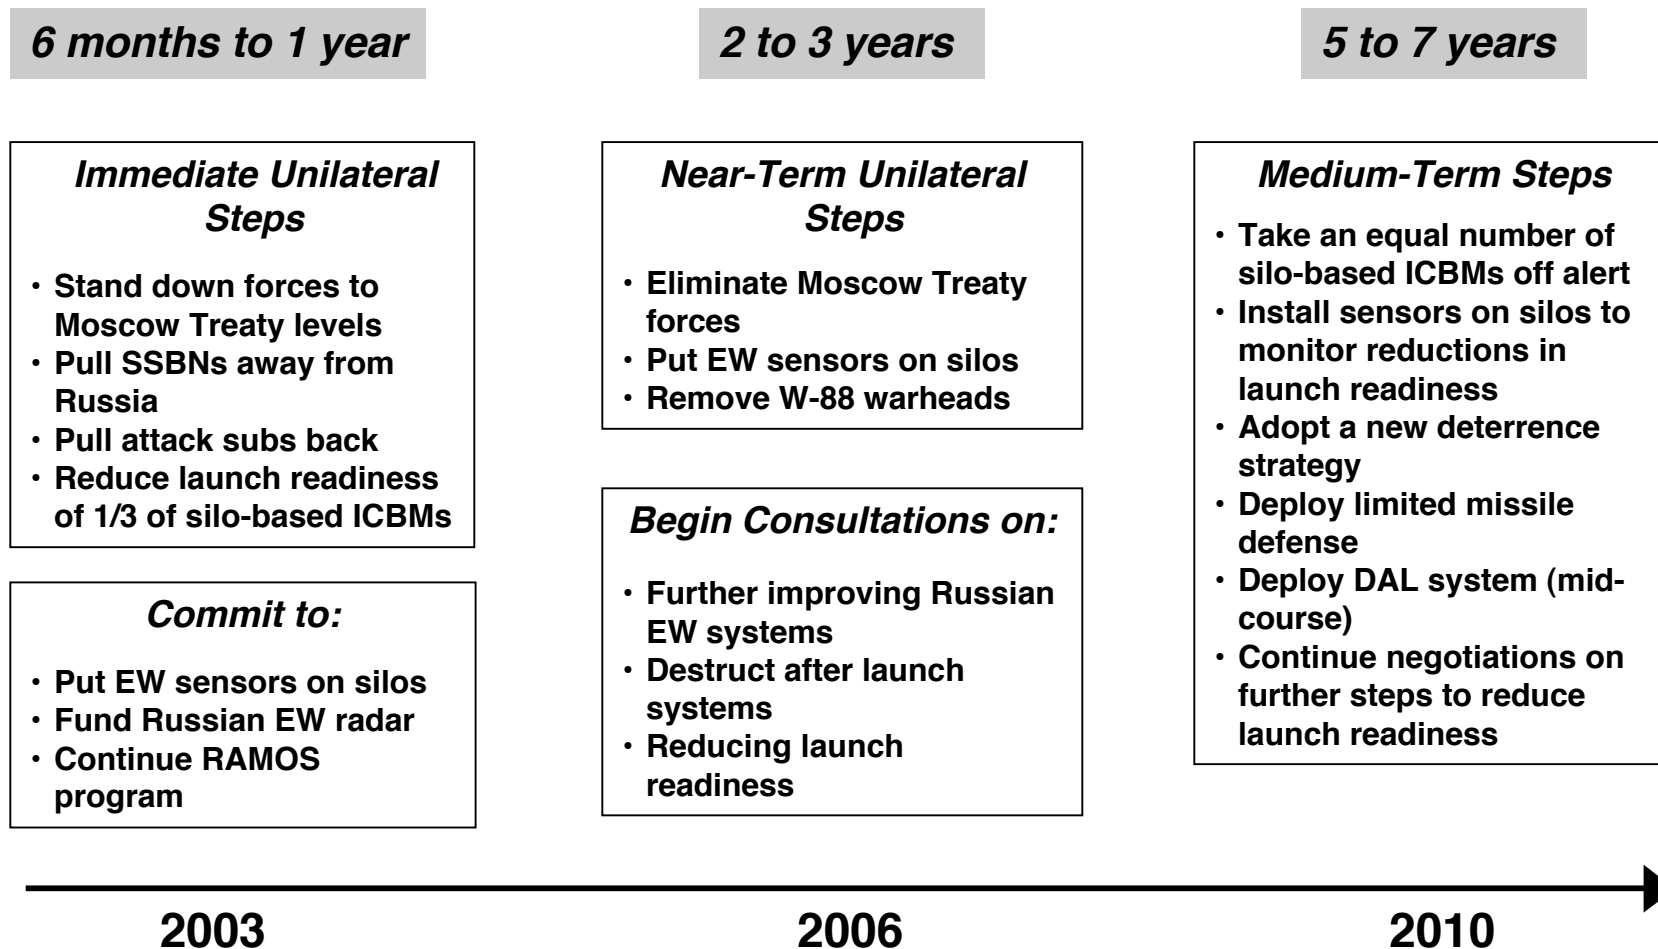 6 months to 1 year
2 to 3 years
5 to 7 years
Immediate Unilateral
Steps
• Stand down forces to
Moscow Treaty levels
• Pull SSBNs away from
Russia
• Pull attack subs back
• Reduce launch readiness
of 1/3 of silo-based ICBMs
Commit to:
• Put EW sensors on silos
• Fund Russian EW radar
• Continue RAMOS
program
Near-Term Unilateral
Steps
• Eliminate Moscow Treaty
forces
• Put EW sensors on silos
• Remove W-88 warheads
Begin Consultations on:
• Further improving Russian
EW systems
• Destruct after launch
systems
• Reducing launch
readiness
Medium-Term Steps
• Take an equal number of
silo-based ICBMs off alert
• Install sensors on silos to
monitor reductions in
launch readiness
• Adopt a new deterrence
strategy
• Deploy limited missile
defense
• Deploy DAL system (mid-
course)
• Continue negotiations on
further steps to reduce
launch readiness
2003
2006
2010